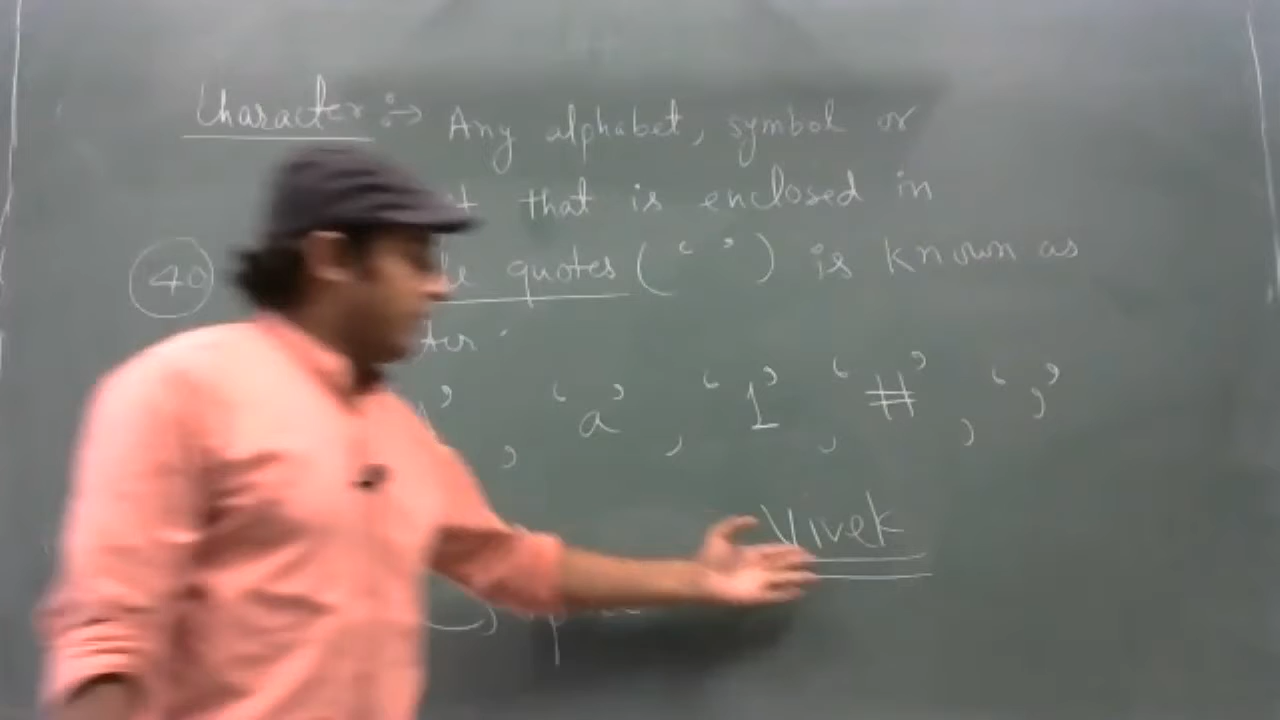 Character :→ Any alphabet, symbol or
that is enclosed in
40 quotes (‘ ’) is known as
‘a’ , ‘1’ , ‘#’ , ‘,’
Vivek